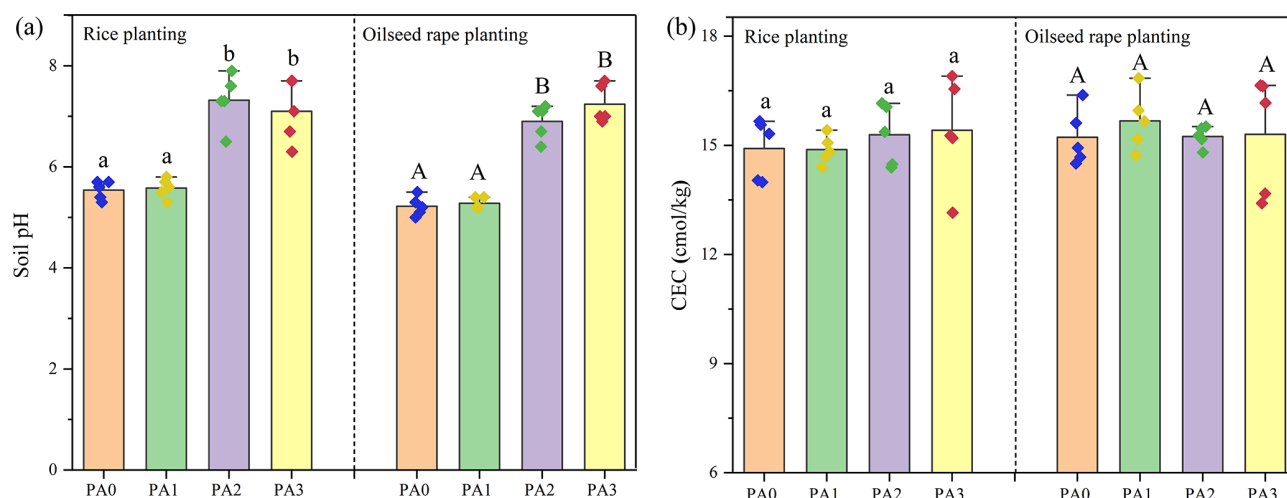 (a)
Rice planting
Oilseed rape planting
8
6
4
2
0
Soil pH
a
a
b
b
A
A
B
B
PA0
PA1
PA2
PA3
PA0
PA1
PA2
PA3
(b)
Rice planting
Oilseed rape planting
18
15
12
9
6
CEC (cmol/kg)
a
a
a
a
A
A
A
A
PA0
PA1
PA2
PA3
PA0
PA1
PA2
PA3